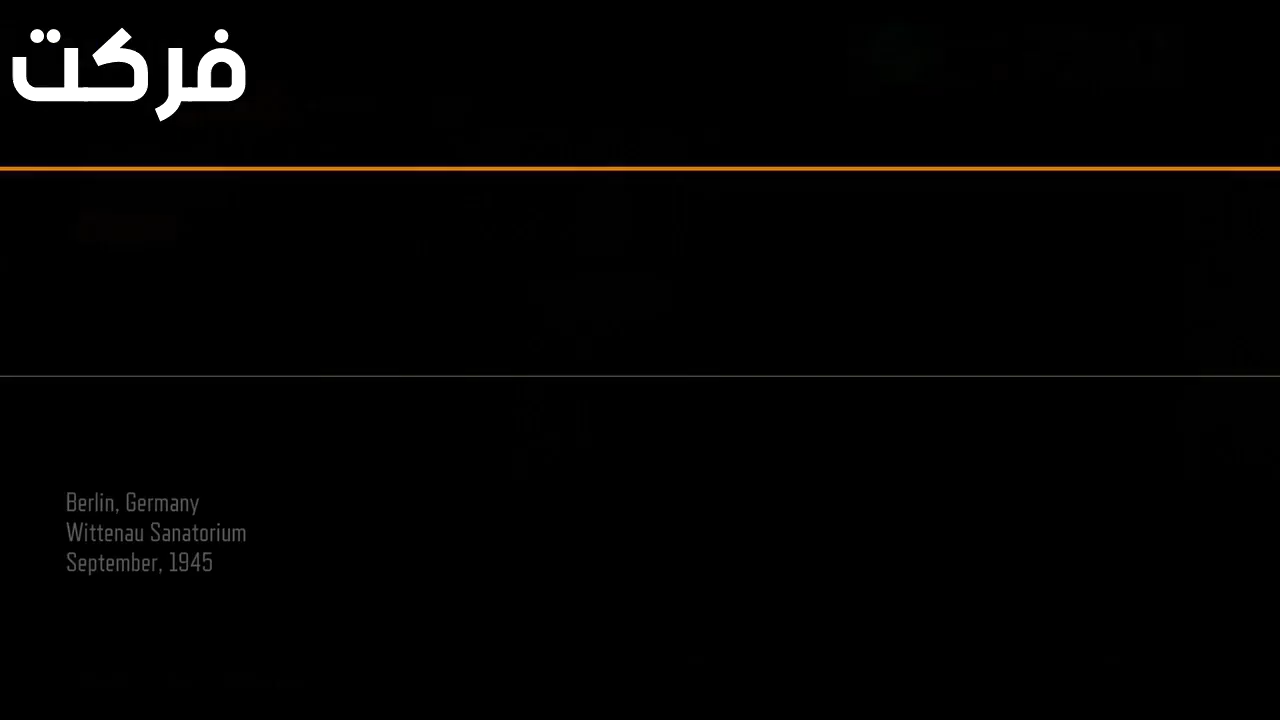 فركت
Berlin, Germany
Wittenau Sanatorium
September, 1945